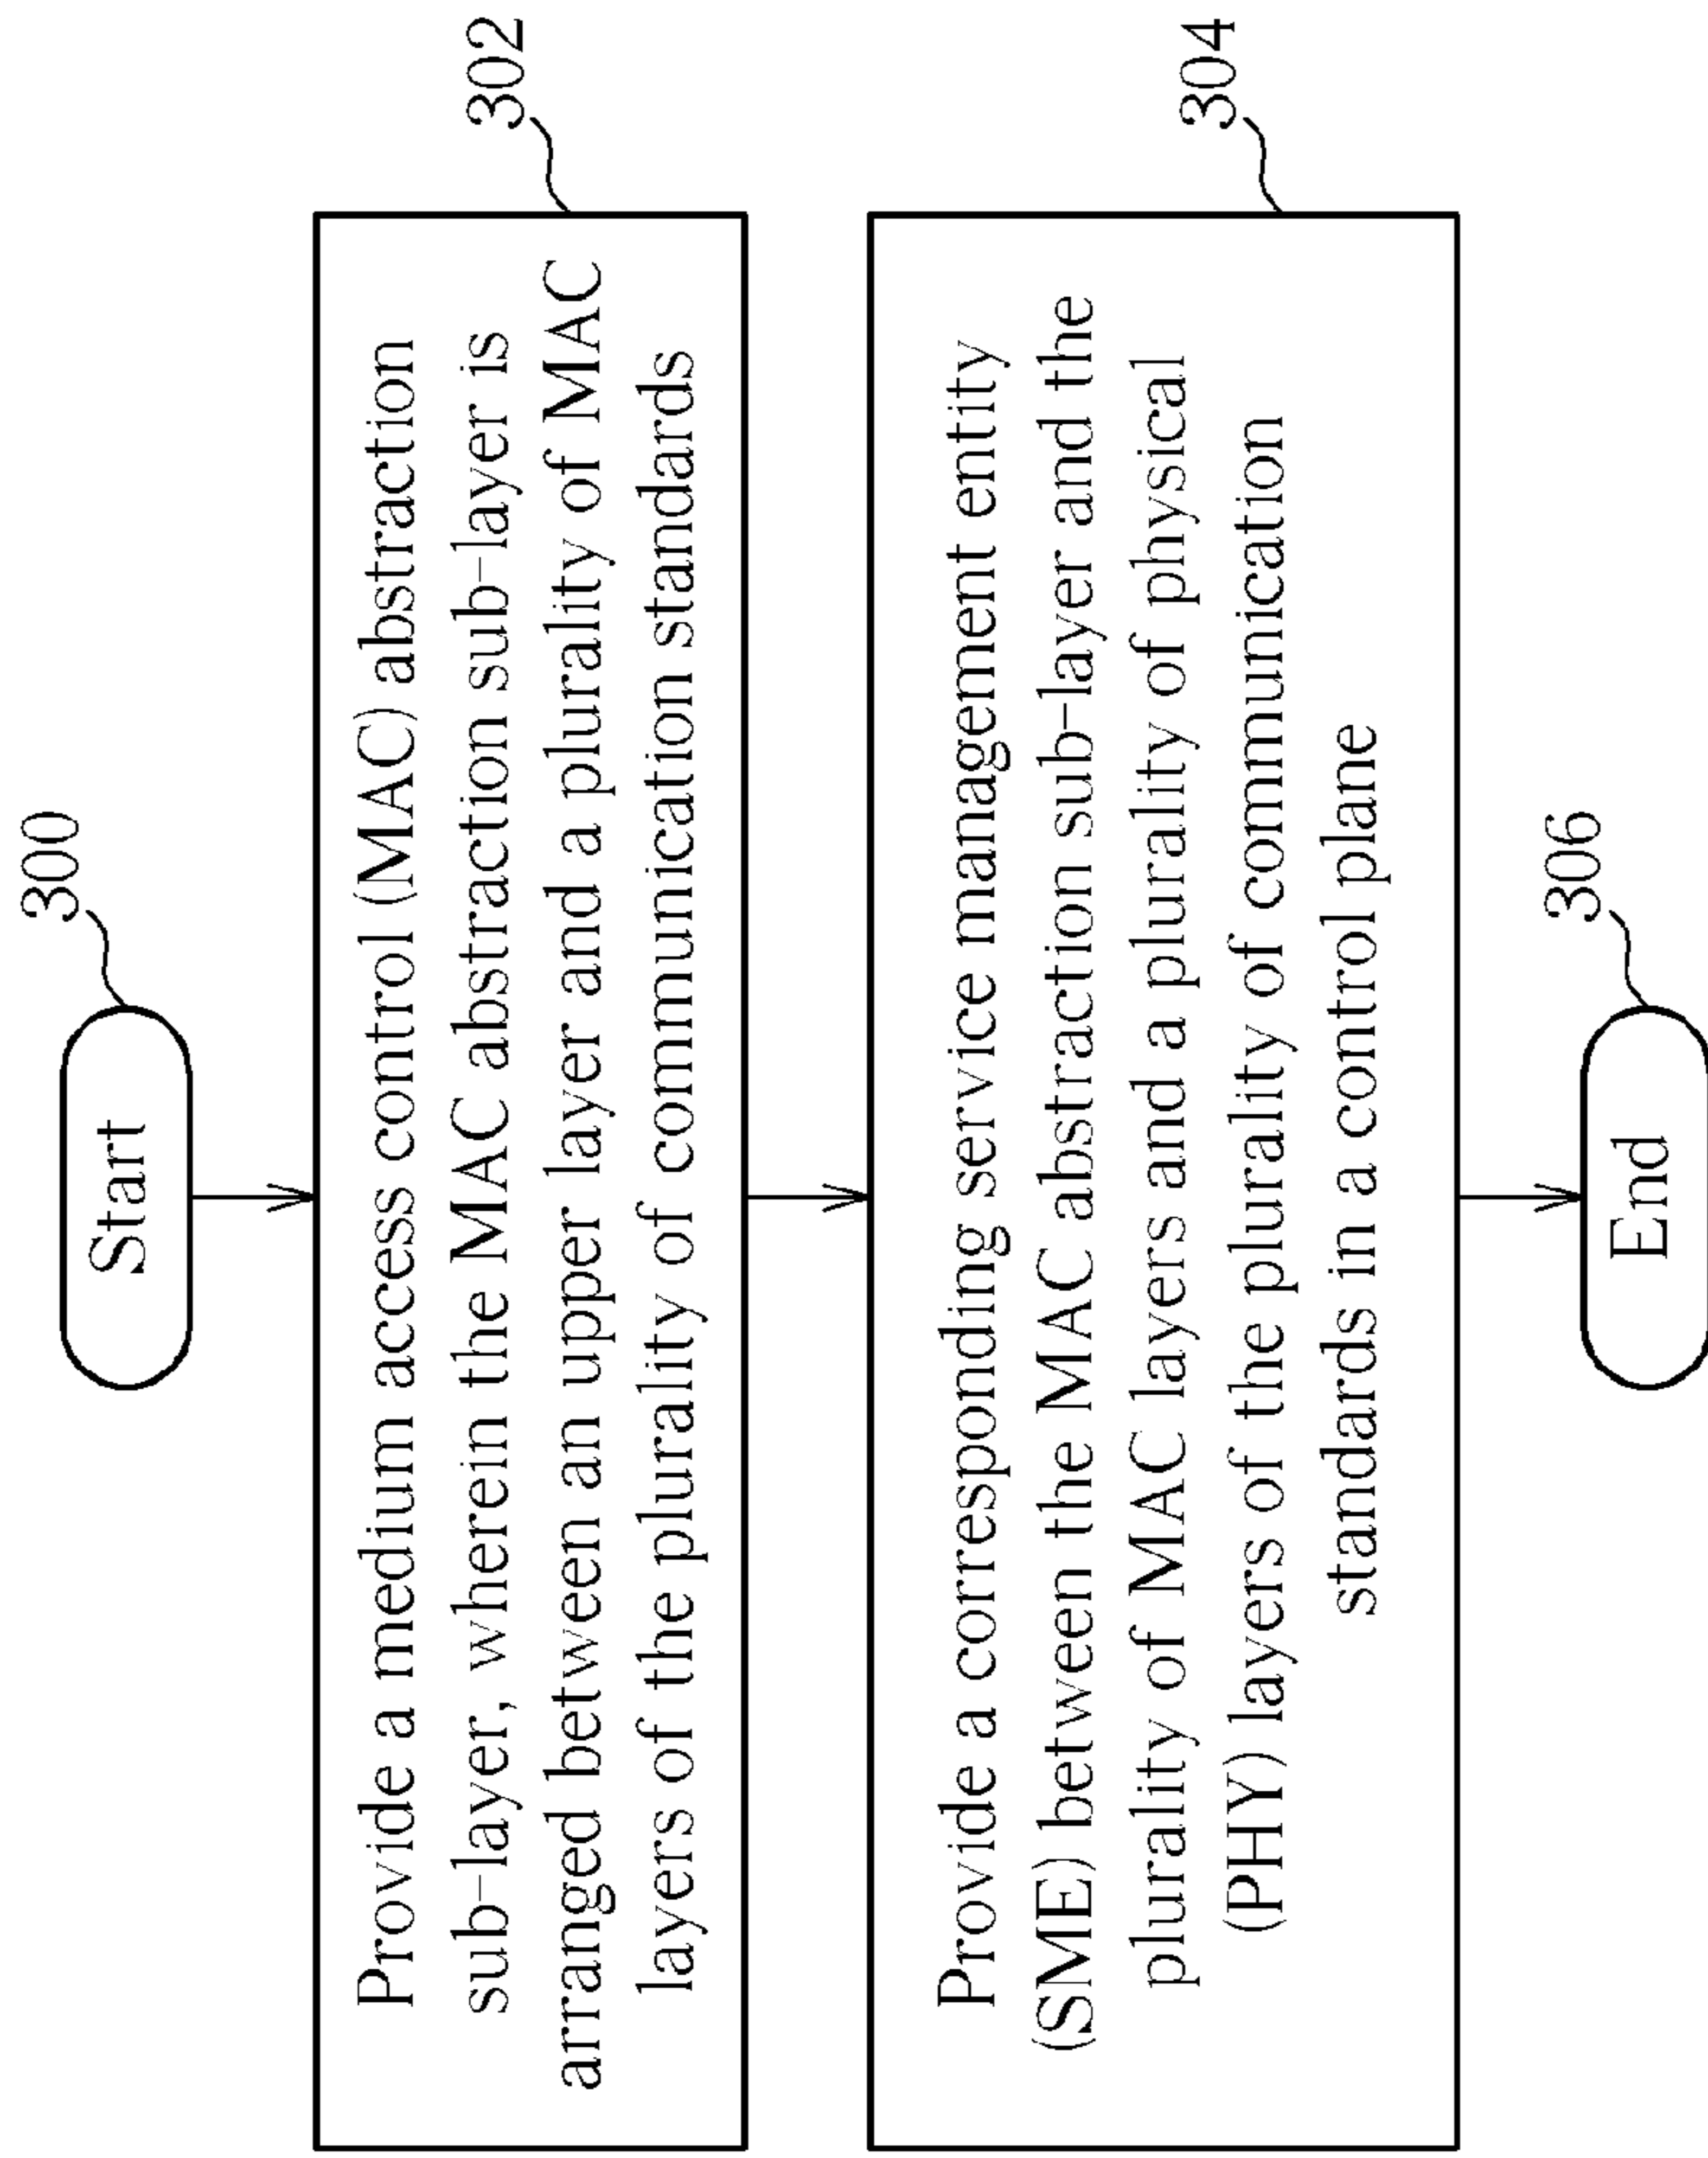 300
Start
302
Provide a medium access control (MAC) abstraction
sub-layer, wherein the MAC abstraction sub-layer is
arranged between an upper layer and a plurality of MAC
layers of the plurality of communication standards
304
Provide a corresponding service management entity
(SME) between the MAC abstraction sub-layer and the
plurality of MAC layers and a plurality of physical
(PHY) layers of the plurality of communication
standards in a control plane
306
End